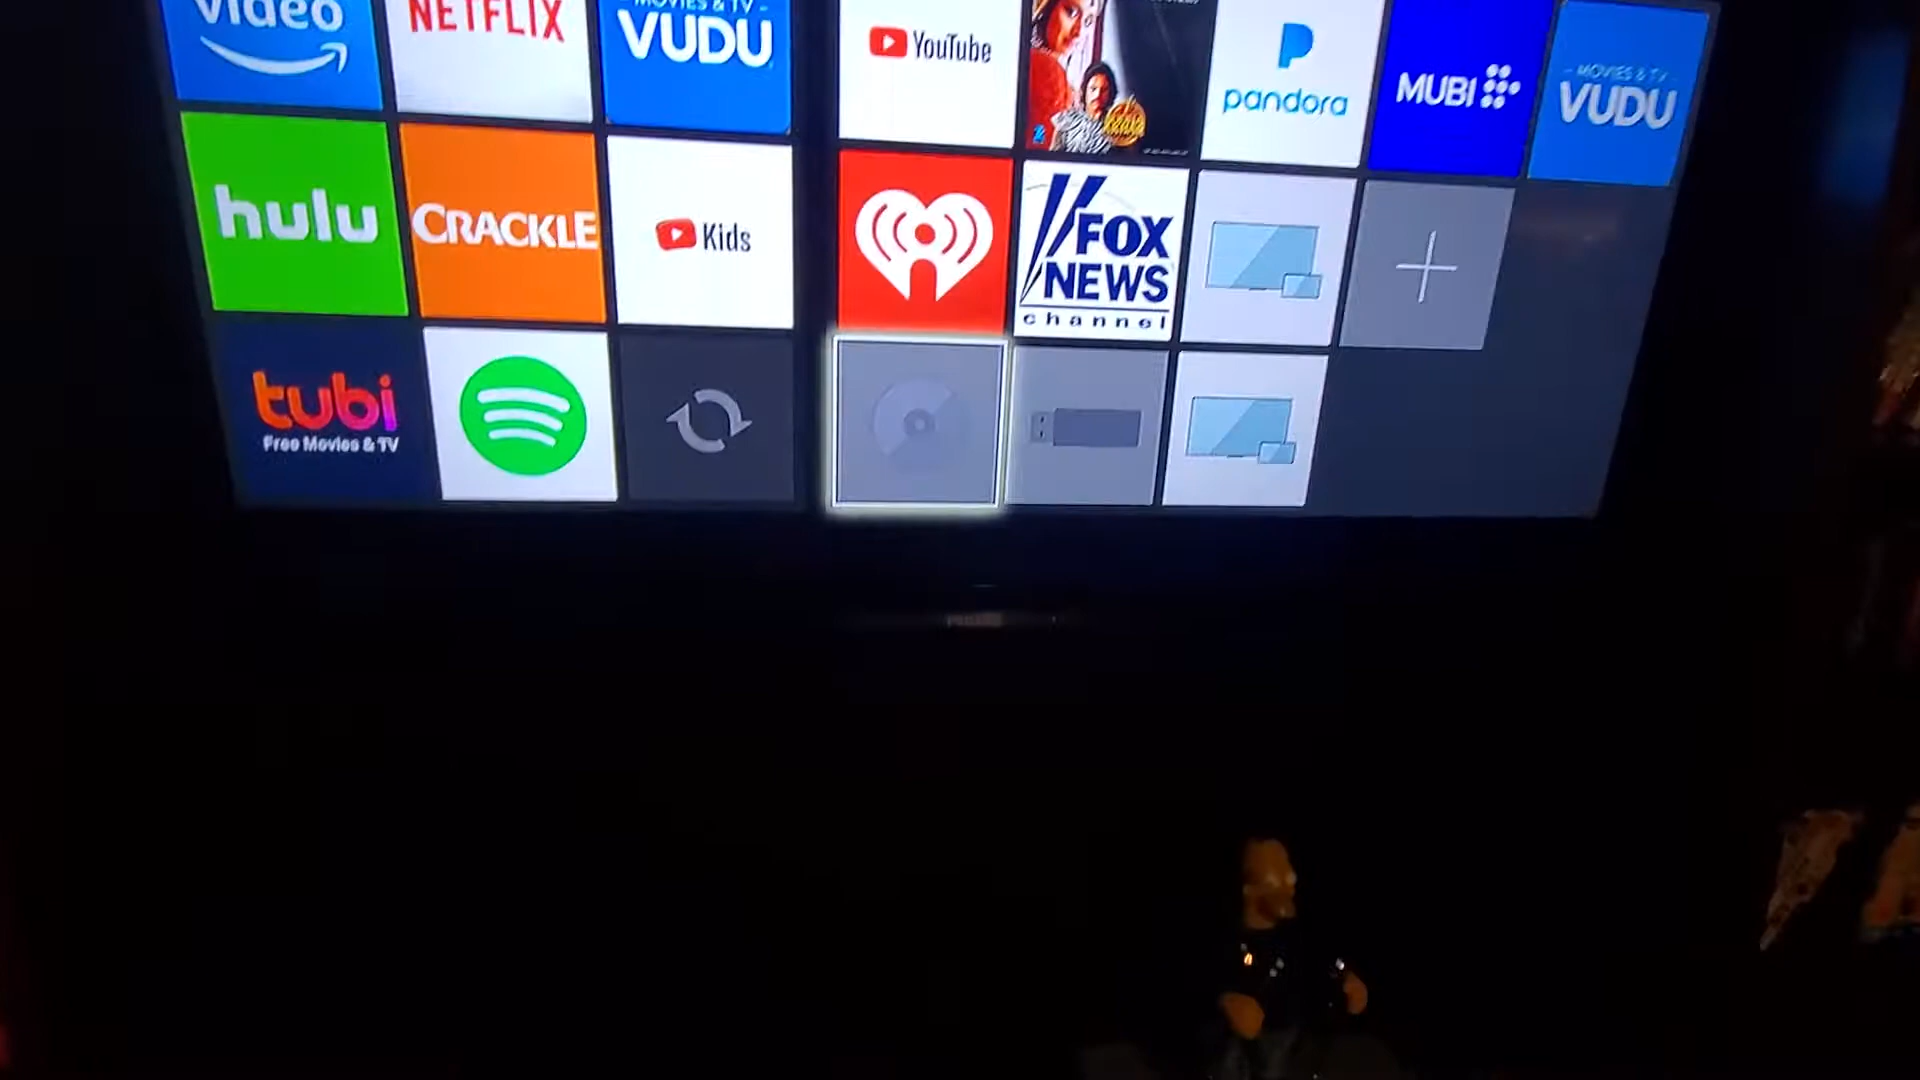 video
NETFLIX
- MOVIES & TV -
VUDU
YouTube
pandora
MUBI
- MOVIES & TV -
VUDU
hulu
CRACKLE
Kids
FOX
NEWS
channel
tubi
Free Movies & TV